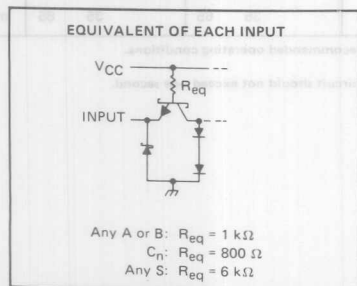 EQUIVALENT OF EACH INPUT
VCC
Req
INPUT
Any A or B: Req = 1 kΩ
Cn: Req = 800 Ω
Any S: Req = 6 kΩ